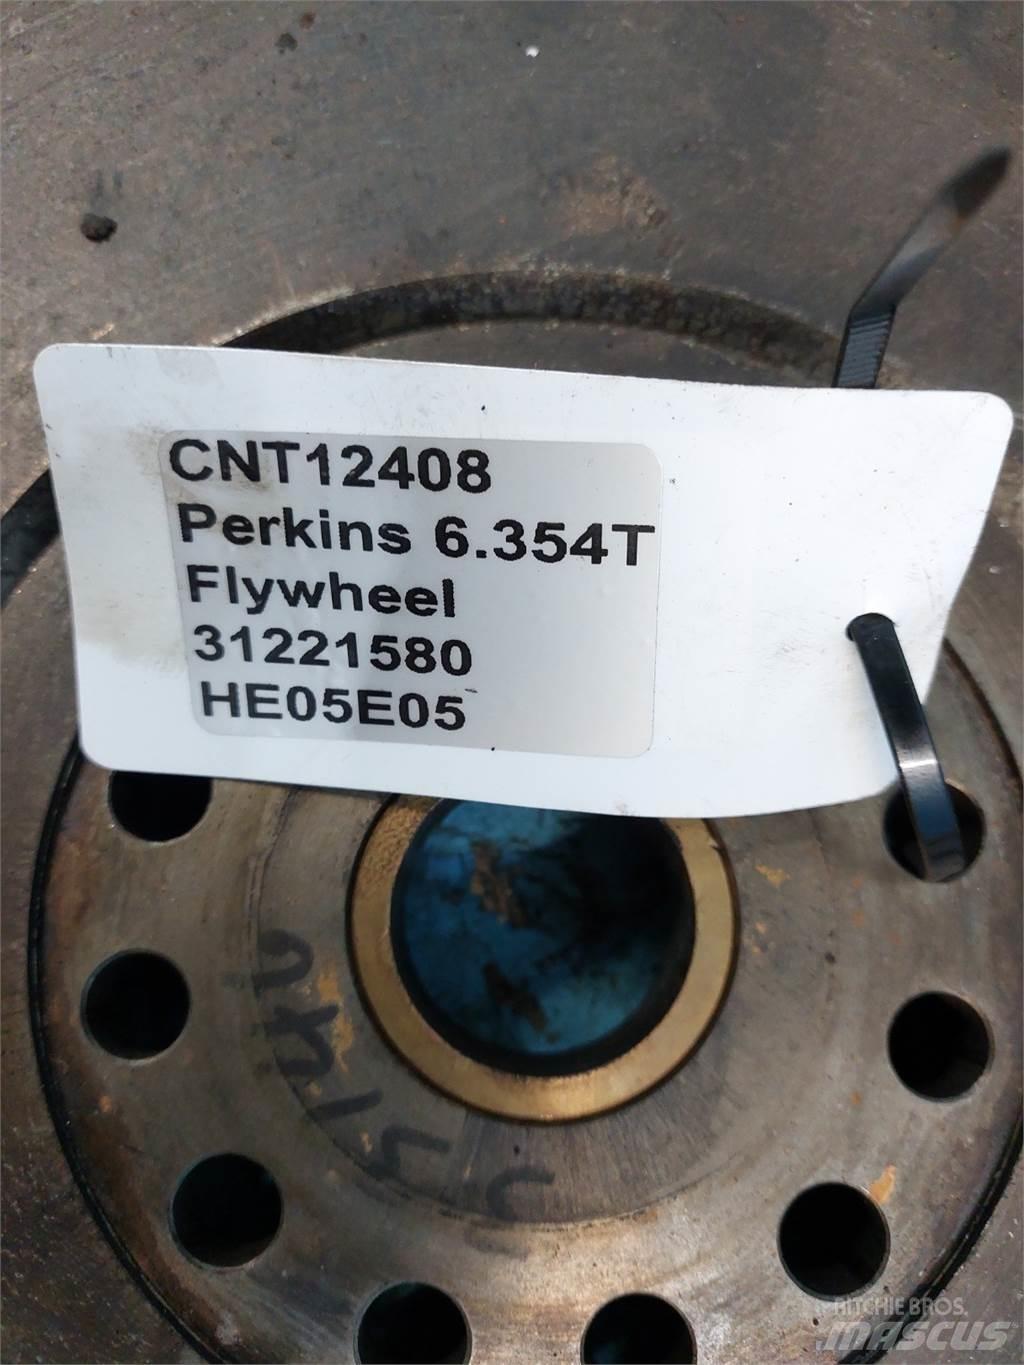 CNT12408
Perkins 6.354T
Flywheel
31221580
HE05E05
RITCHIE BROS.
MASCUS